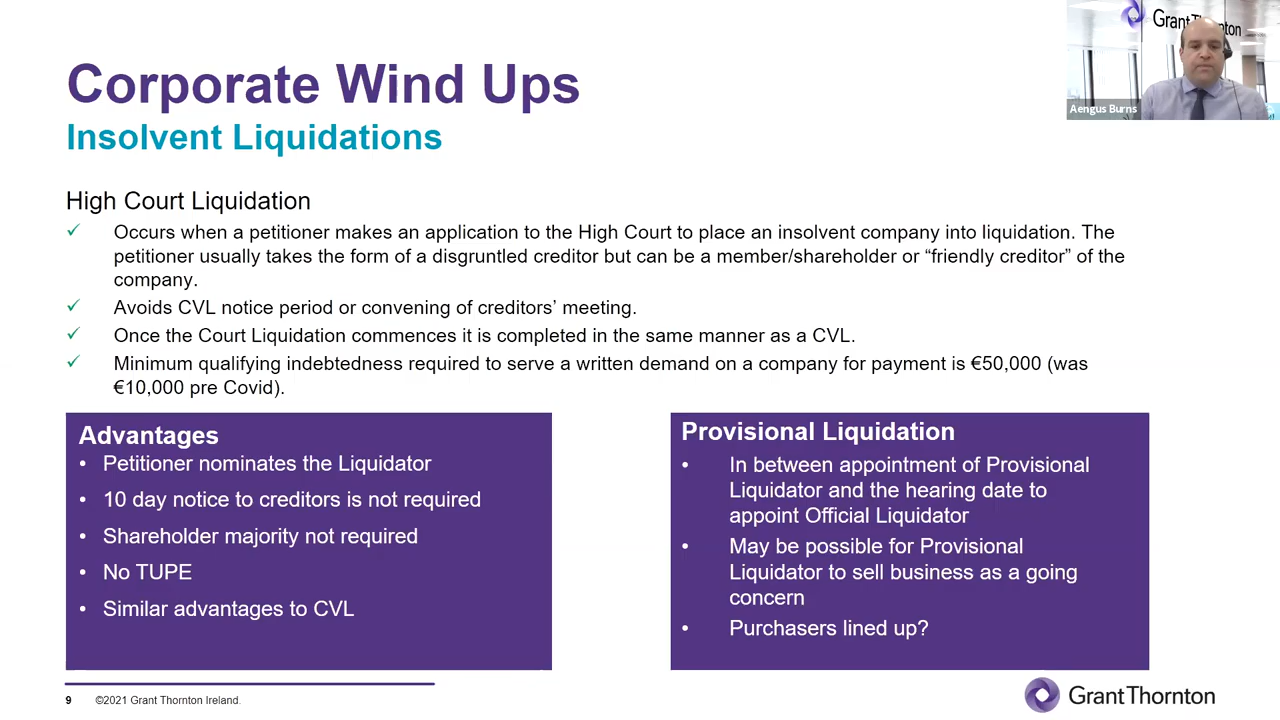 Corporate Wind Ups
Insolvent Liquidations
Grant Thornton
Aengus Burns
High Court Liquidation
✓ Occurs when a petitioner makes an application to the High Court to place an insolvent company into liquidation. The
petitioner usually takes the form of a disgruntled creditor but can be a member/shareholder or “friendly creditor” of the
company.
✓ Avoids CVL notice period or convening of creditors’ meeting.
✓ Once the Court Liquidation commences it is completed in the same manner as a CVL.
✓ Minimum qualifying indebtedness required to serve a written demand on a company for payment is €50,000 (was
€10,000 pre Covid).
Advantages
• Petitioner nominates the Liquidator
• 10 day notice to creditors is not required
• Shareholder majority not required
• No TUPE
• Similar advantages to CVL
Provisional Liquidation
• In between appointment of Provisional
Liquidator and the hearing date to
appoint Official Liquidator
• May be possible for Provisional
Liquidator to sell business as a going
concern
• Purchasers lined up?
9 ©2021 Grant Thornton Ireland.
Grant Thornton